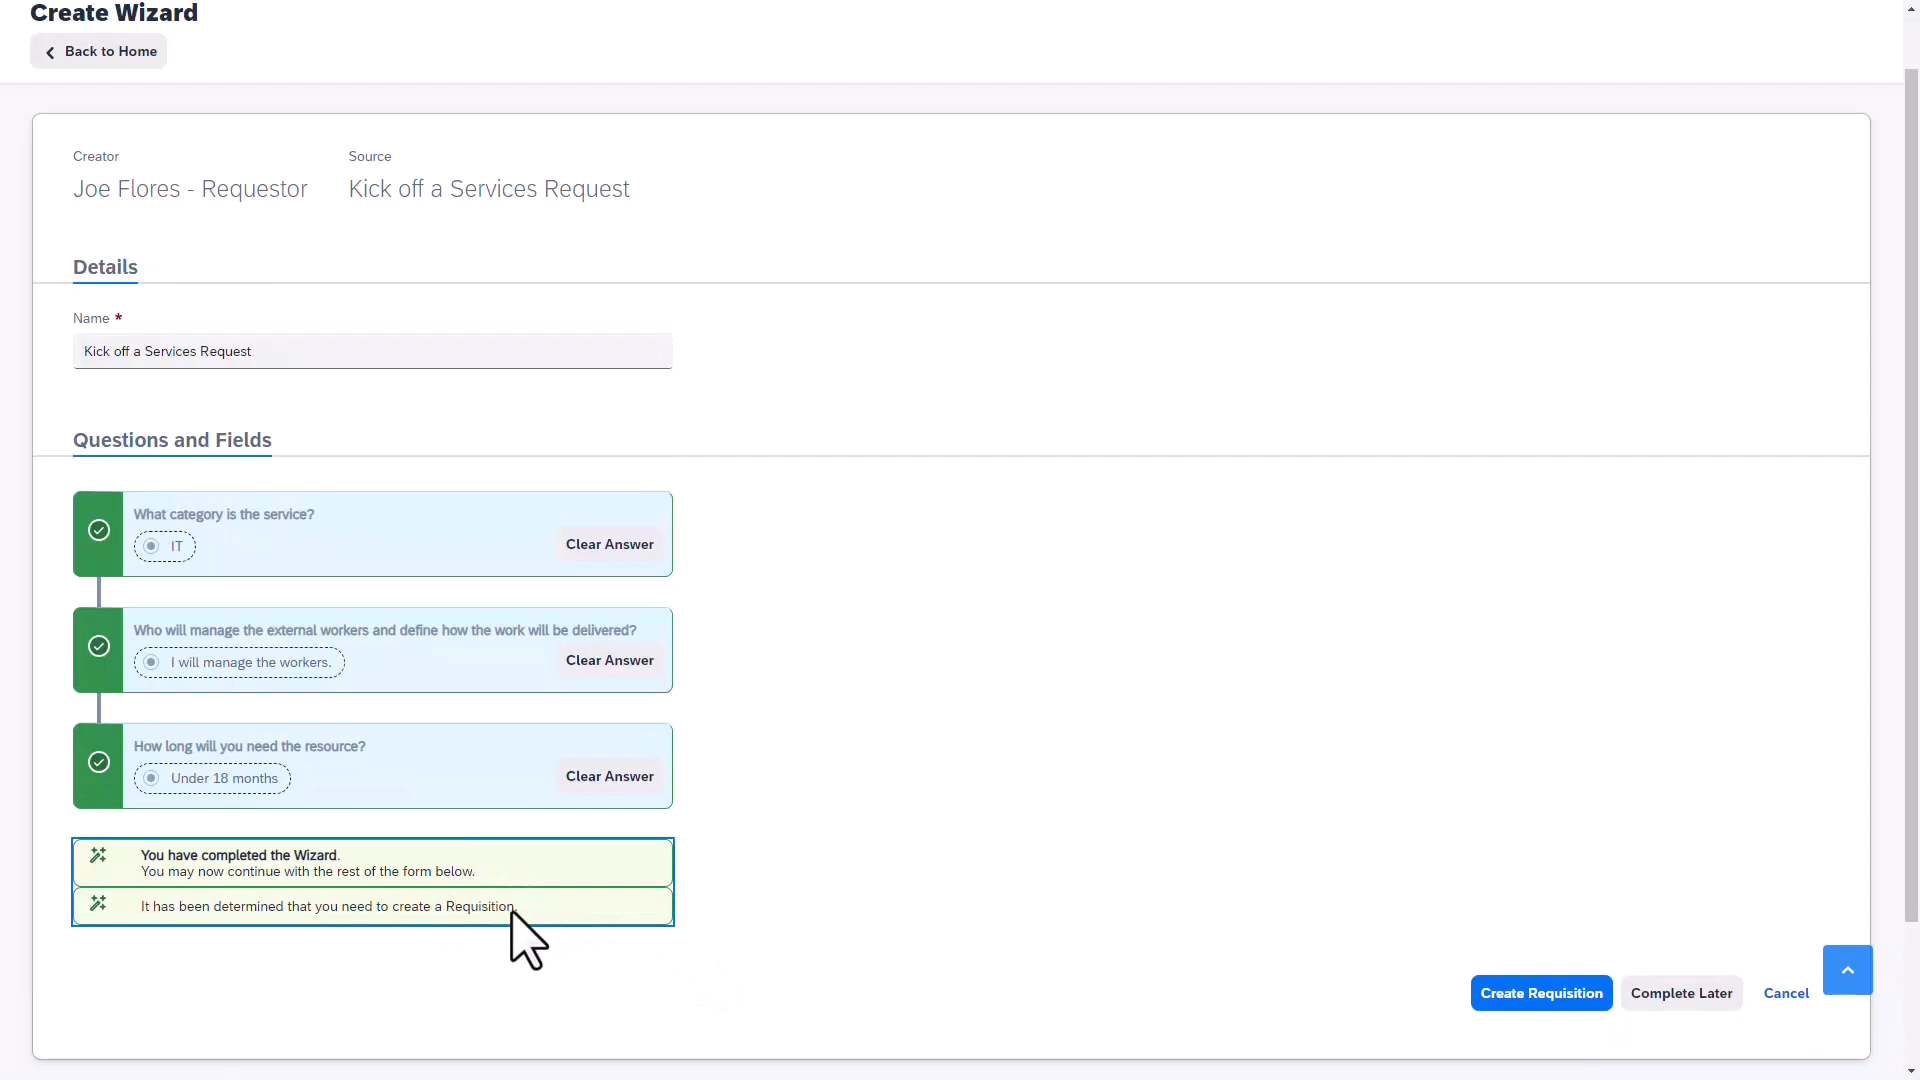 Create Wizard
Back to Home
Creator
Source
Joe Flores - Requestor
Kick off a Services Request
Details
Name *
Kick off a Services Request
Questions and Fields
What category is the service?
IT
Clear Answer
Who will manage the external workers and define how the work will be delivered?
I will manage the workers.
Clear Answer
How long will you need the resource?
Under 18 months
Clear Answer
You have completed the Wizard.
You may now continue with the rest of the form below.
It has been determined that you need to create a Requisition.
Create Requisition
Complete Later
Cancel